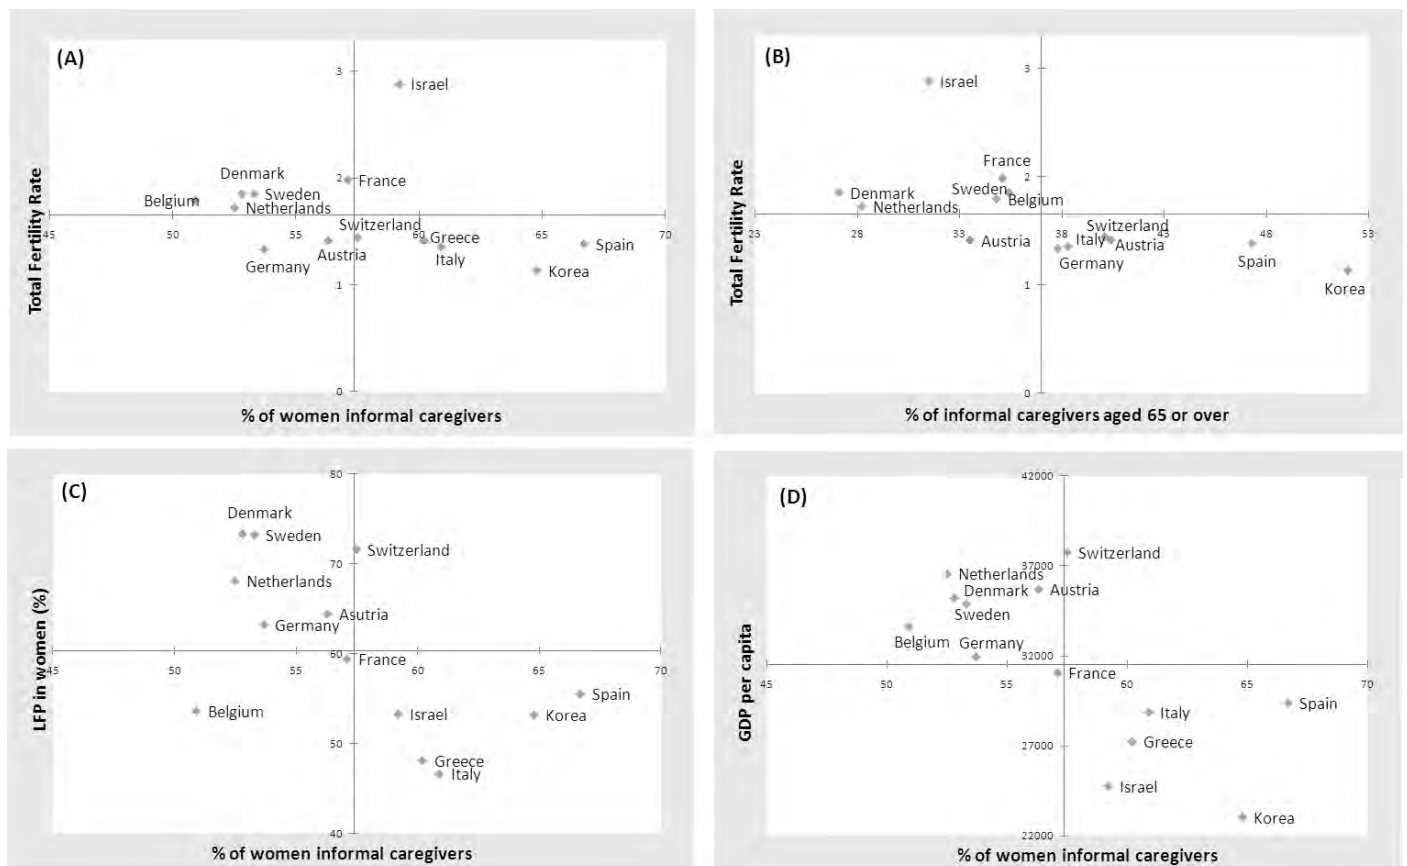 (A)
Total Fertility Rate
3
Israel
2
Denmark
France
Belgium
Sweden
Netherlands
45
50
55
60
65
70
Switzerland
Greece
Austria
Spain
Germany
Italy
Korea
1
0
% of women informal caregivers
(B)
Total Fertility Rate
3
Israel
France
2
Sweden
Denmark
Belgium
Netherlands
23
28
33
38
43
48
53
Switzerland
Austria
Italy
Austria
Germany
Spain
Korea
1
0
% of informal caregivers aged 65 or over
(C)
LFP in women (%)
80
Denmark
Sweden
Switzerland
70
Netherlands
Asutria
Germany
60
France
45
50
55
60
65
70
Spain
Belgium
Israel
Korea
50
Greece
Italy
40
% of women informal caregivers
(D)
GDP per capita
42000
Switzerland
37000
Netherlands
Denmark
Austria
Sweden
Belgium
Germany
32000
France
45
50
55
60
65
70
Spain
Italy
27000
Greece
Israel
Korea
22000
% of women informal caregivers